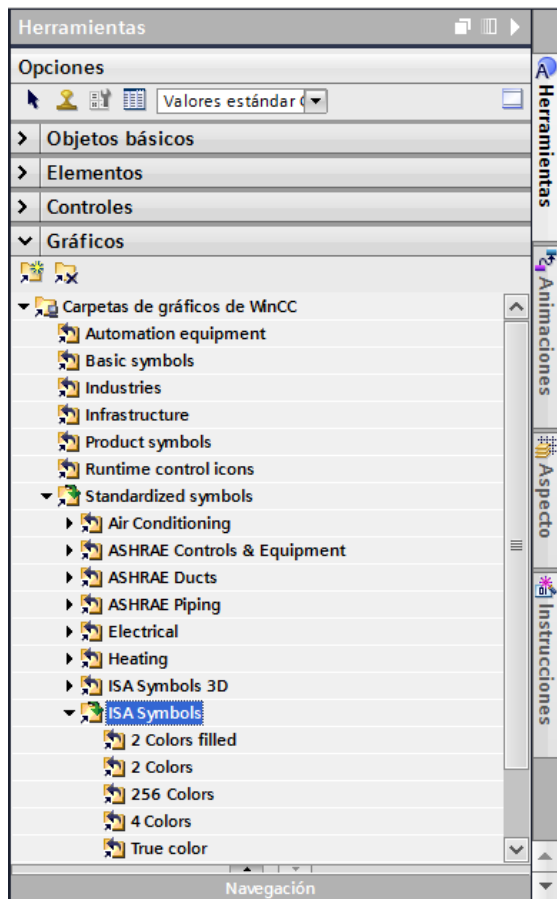 Herramientas
Opciones
Valores estándar
Objetos básicos
Elementos
Controles
Gráficos
Carpetas de gráficos de WinCC
Automation equipment
Basic symbols
Industries
Infrastructure
Product symbols
Runtime control icons
Standardized symbols
Air Conditioning
ASHRAE Controls & Equipment
ASHRAE Ducts
ASHRAE Piping
Electrical
Heating
ISA Symbols 3D
ISA Symbols
2 Colors filled
2 Colors
256 Colors
4 Colors
True color
Navegación
Herramientas
Animaciones
Aspecto
Instrucciones